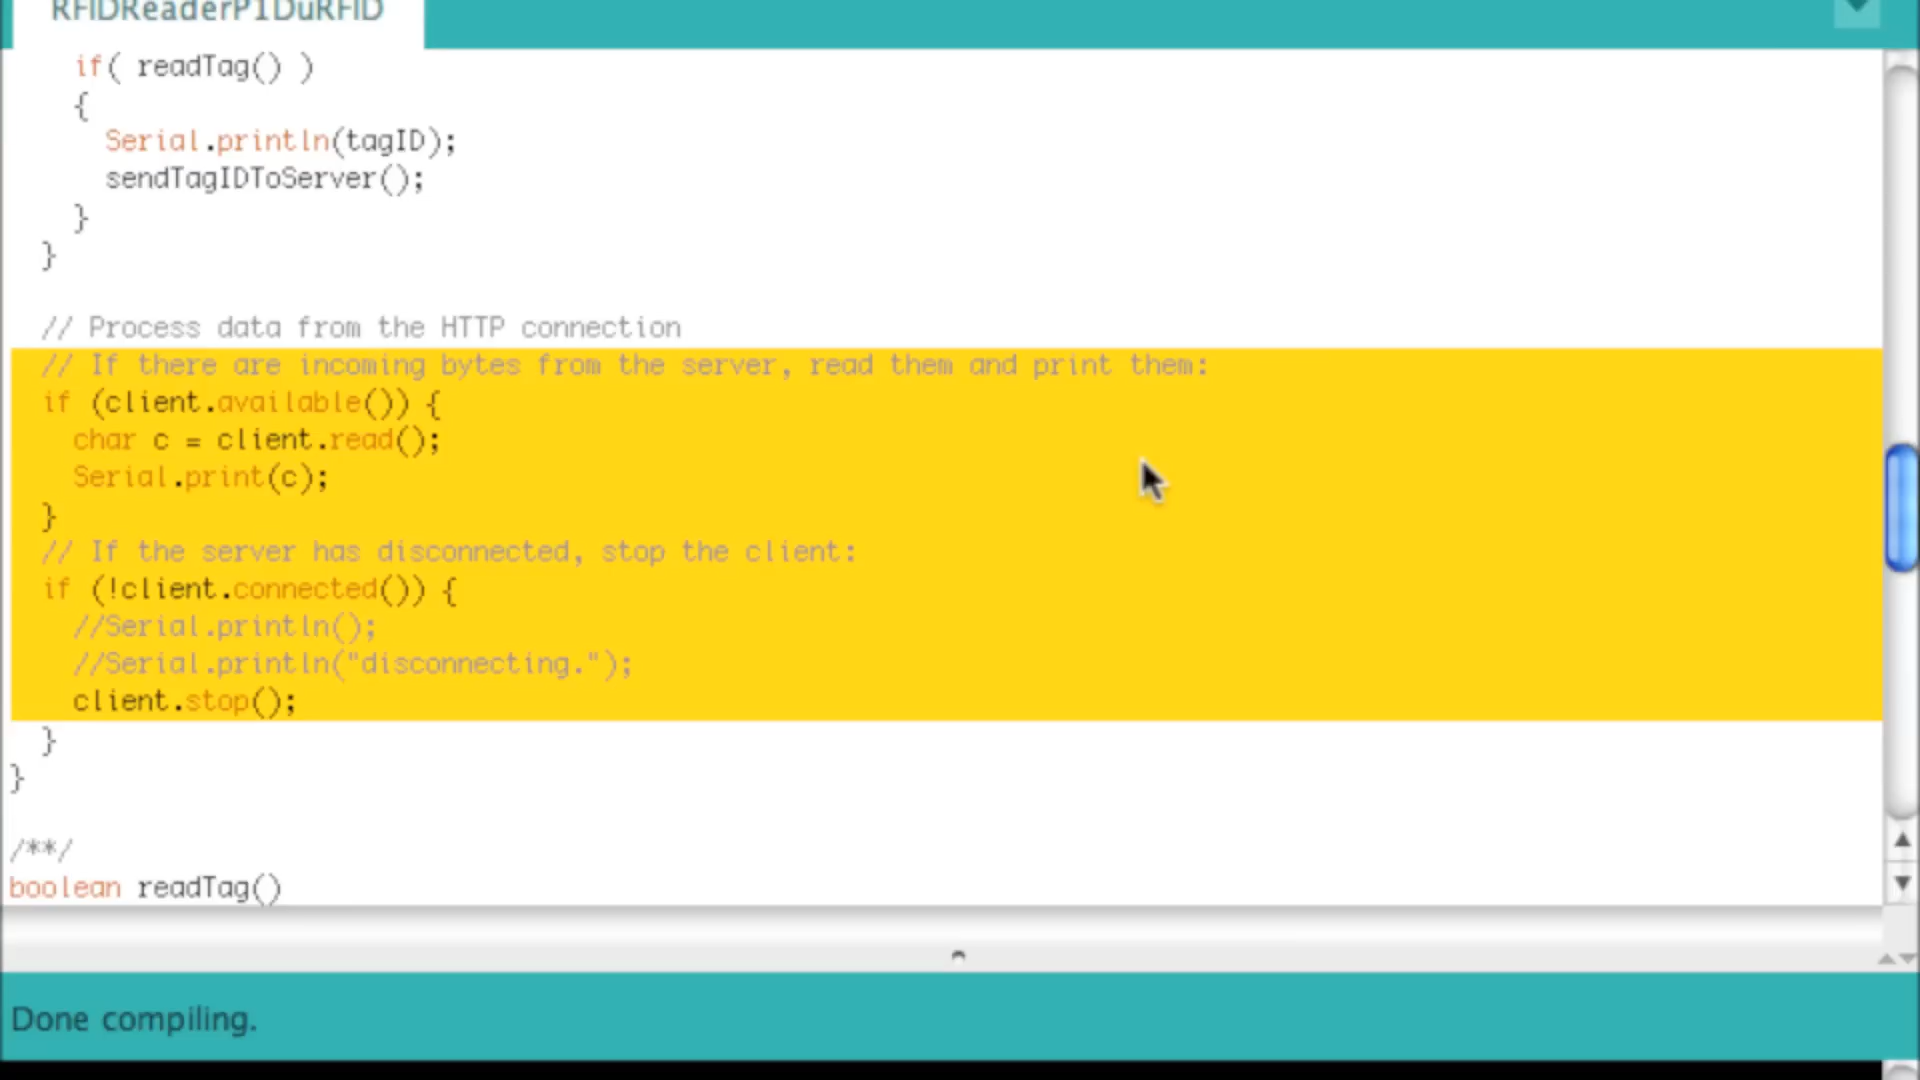 RFIDReaderP1DuRFID
if( readTag() )
{
Serial.println(tagID);
sendTagIDToServer();
}
}
// Process data from the HTTP connection
// If there are incoming bytes from the server, read them and print them:
if (client.available()) {
char c = client.read();
Serial.print(c);
}
// If the server has disconnected, stop the client:
if (!client.connected()) {
//Serial.println();
//Serial.println("disconnecting.");
client.stop();
}
}
/**/
boolean readTag()
Done compiling.